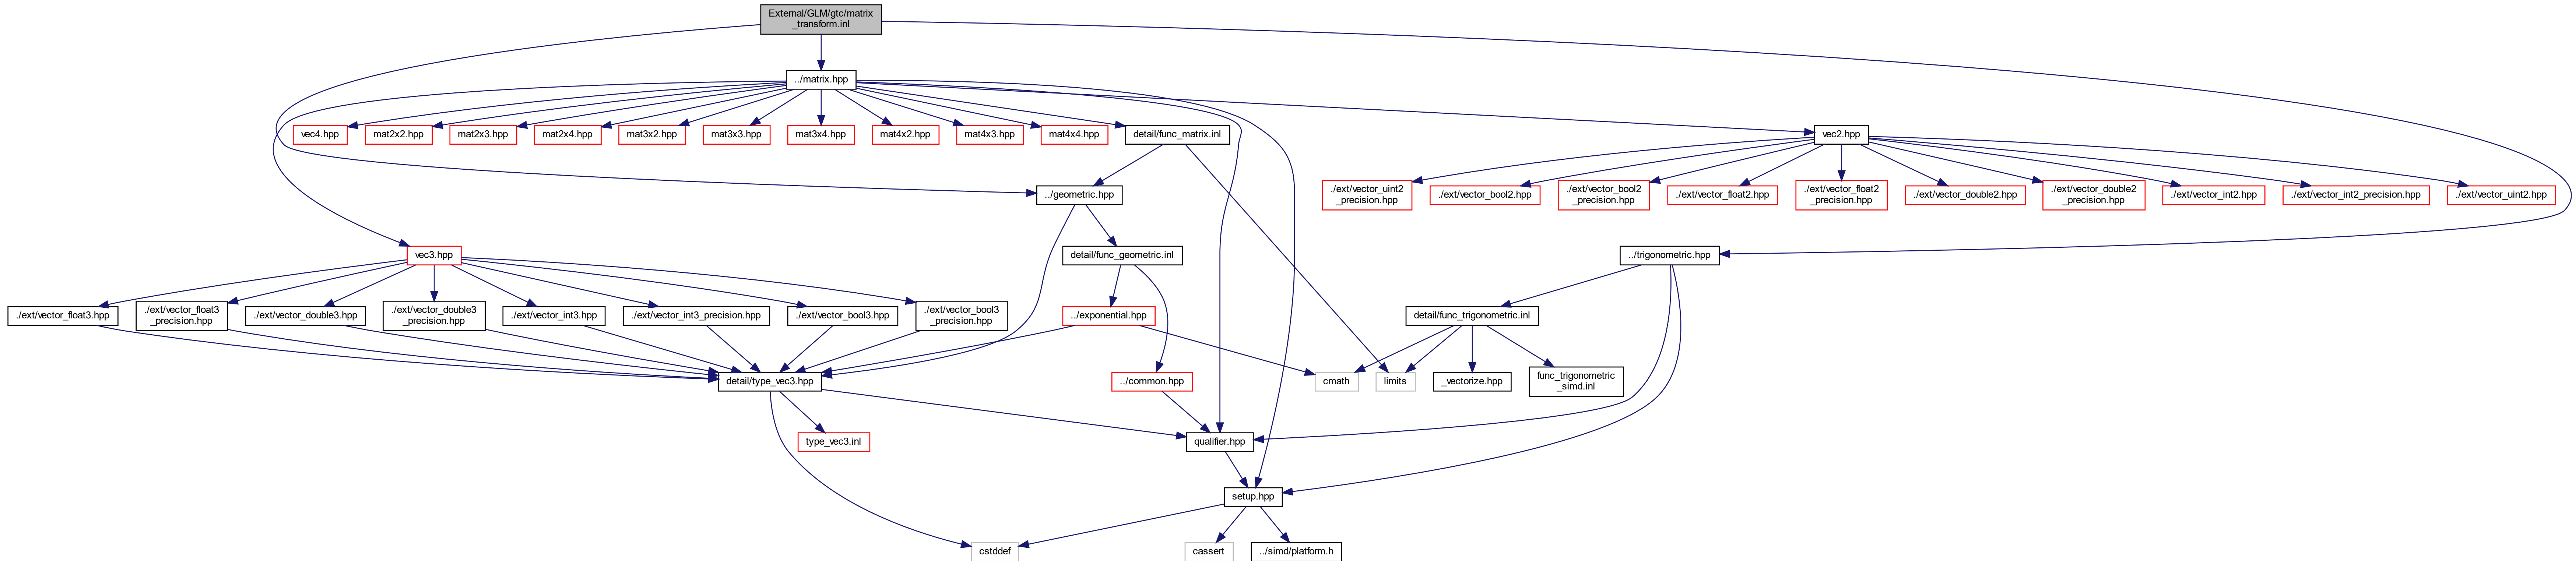 External/GLM/gtc/matrix
_transform.inl
../matrix.hpp
vec4.hpp
mat2x2.hpp
mat2x3.hpp
mat2x4.hpp
mat3x2.hpp
mat3x3.hpp
mat3x4.hpp
mat4x2.hpp
mat4x3.hpp
mat4x4.hpp
detail/func_matrix.inl
vec2.hpp
../geometric.hpp
./ext/vector_uint2
_precision.hpp
./ext/vector_bool2.hpp
./ext/vector_bool2
_precision.hpp
./ext/vector_float2.hpp
./ext/vector_float2
_precision.hpp
./ext/vector_double2.hpp
./ext/vector_double2
_precision.hpp
./ext/vector_int2.hpp
./ext/vector_int2_precision.hpp
./ext/vector_uint2.hpp
vec3.hpp
detail/func_geometric.inl
../trigonometric.hpp
./ext/vector_float3.hpp
./ext/vector_float3
_precision.hpp
./ext/vector_double3.hpp
./ext/vector_double3
_precision.hpp
./ext/vector_int3.hpp
./ext/vector_int3_precision.hpp
./ext/vector_bool3.hpp
./ext/vector_bool3
_precision.hpp
../exponential.hpp
detail/func_trigonometric.inl
detail/type_vec3.hpp
../common.hpp
cmath
limits
_vectorize.hpp
func_trigonometric
_simd.inl
type_vec3.inl
qualifier.hpp
setup.hpp
cstddef
cassert
../simd/platform.h